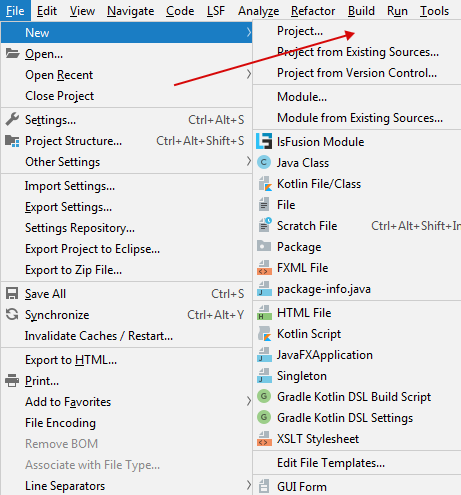 File Edit View Navigate Code LSF Analyze Refactor Build Run Tools
New
Open...
Open Recent
Close Project
Settings... Ctrl+Alt+S
Project Structure... Ctrl+Alt+Shift+S
Other Settings
Import Settings...
Export Settings...
Settings Repository...
Export Project to Eclipse...
Export to Zip File...
Save All Ctrl+S
Synchronize Ctrl+Alt+Y
Invalidate Caches / Restart...
Export to HTML...
Print...
Add to Favorites
File Encoding
Remove BOM
Associate with File Type...
Line Separators
Project...
Project from Existing Sources...
Project from Version Control...
Module...
Module from Existing Sources...
lsFusion Module
Java Class
Kotlin File/Class
File
Scratch File Ctrl+Alt+Shift+In
Package
FXML File
package-info.java
HTML File
Kotlin Script
JavaFXApplication
Singleton
Gradle Kotlin DSL Build Script
Gradle Kotlin DSL Settings
XSLT Stylesheet
Edit File Templates...
GUI Form